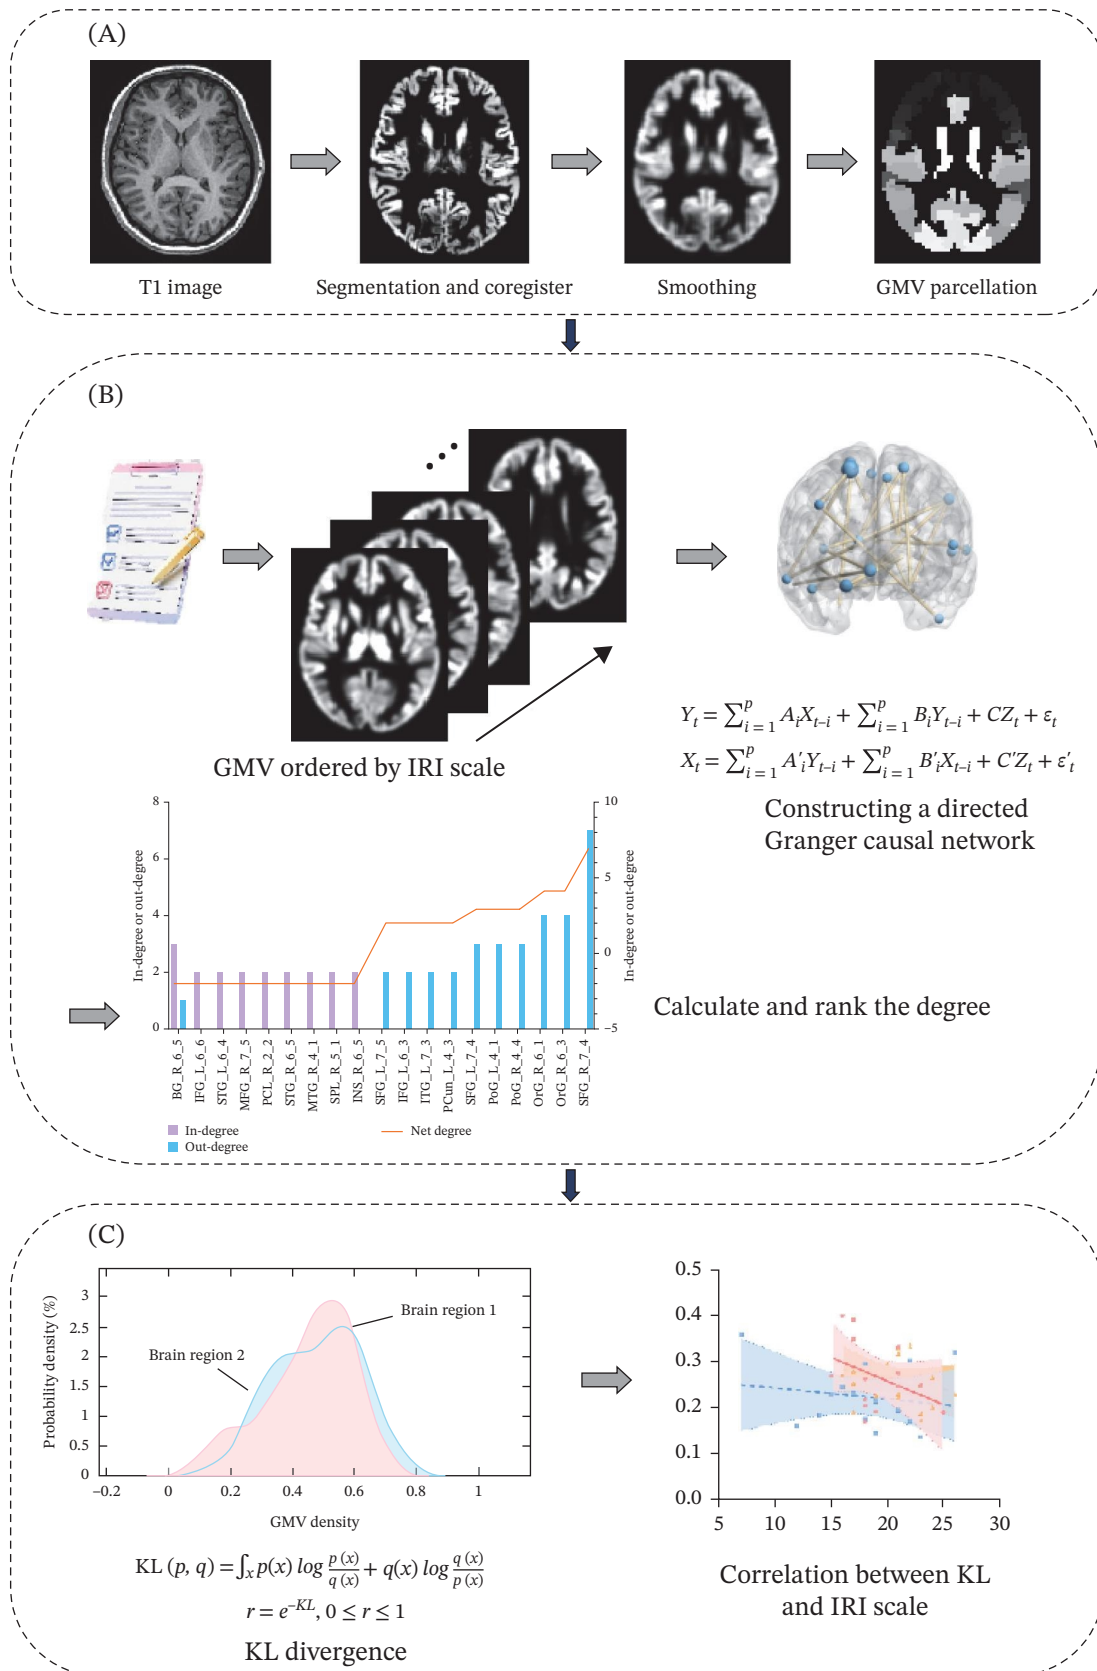 (A)
T1 image
Segmentation and coregister
Smoothing
GMV parcellation
(B)
GMV ordered by IRI scale
Y_t = ∑_{i=1}^{p} A_i X_{t–i} + ∑_{i=1}^{p} B_i Y_{t–i} + CZ_t + ε_t
X_t = ∑_{i=1}^{p} A′_i Y_{t–i} + ∑_{i=1}^{p} B′_i X_{t–i} + C′Z_t + ε′_t
Constructing a directed
Granger causal network
In-degree or out-degree
8
6
4
2
0
10
5
0
–5
In-degree or out-degree
BG_R_6_5
IFG_L_6_6
STG_L_6_4
MFG_R_7_5
PCL_R_2_2
STG_R_6_5
MTG_R_4_1
SPL_R_5_1
INS_R_6_5
SFG_L_7_5
IFG_L_6_3
ITG_L_7_3
PCun_L_4_3
SFG_L_7_4
PoG_L_4_1
PoG_R_4_4
OrG_R_6_1
OrG_R_6_3
SFG_R_7_4
In-degree
Out-degree
Net degree
Calculate and rank the degree
(C)
Probability density (%)
3
2.5
2
1.5
1
0.5
0
Brain region 1
Brain region 2
–0.2
0
0.2
0.4
0.6
0.8
1
GMV density
KL (p, q) = ∫_x p(x) log p(x)/q(x) + q(x) log q(x)/p(x)
r = e^{–KL}, 0 ≤ r ≤ 1
KL divergence
0.5
0.4
0.3
0.2
0.1
0.0
5
10
15
20
25
30
Correlation between KL
and IRI scale